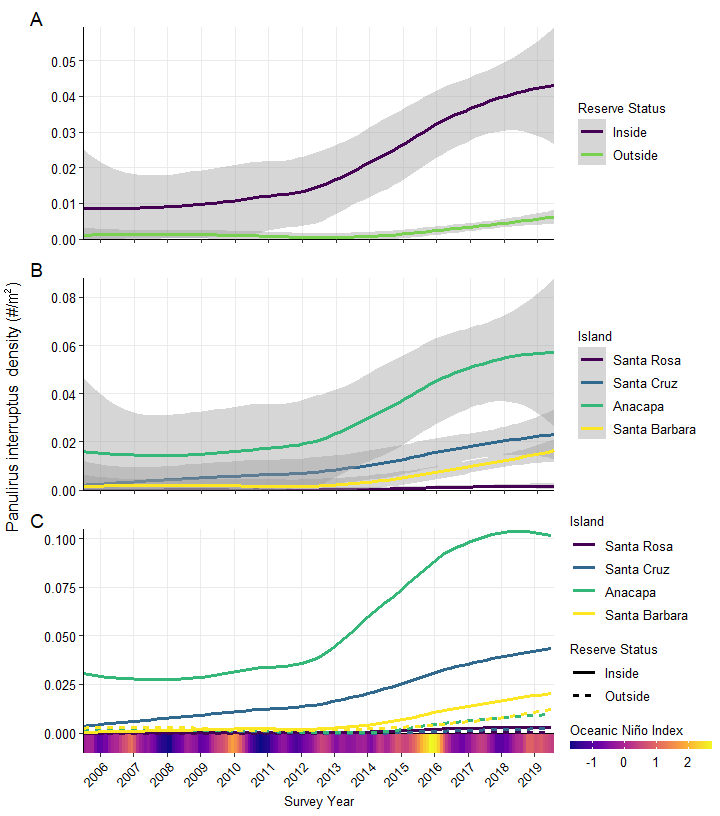 A
0.05
0.04
0.03
0.02
0.01
0.00
Reserve Status
Inside
Outside
B
0.08
0.06
0.04
0.02
0.00
Island
Santa Rosa
Santa Cruz
Anacapa
Santa Barbara
Panulirus interruptus density (#/m²)
C
0.100
0.075
0.050
0.025
0.000
2006 2007 2008 2009 2010 2011 2012 2013 2014 2015 2016 2017 2018 2019
Survey Year
Island
Santa Rosa
Santa Cruz
Anacapa
Santa Barbara
Reserve Status
Inside
Outside
Oceanic Niño Index
-1 0 1 2